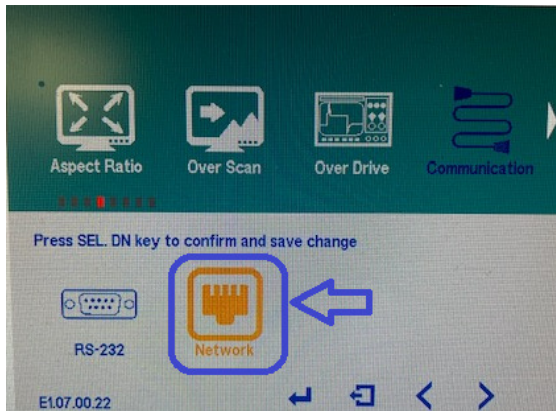 Aspect Ratio
Over Scan
Over Drive
Communication
Press SEL. DN key to confirm and save change
RS-232
Network
E1.07.00.22